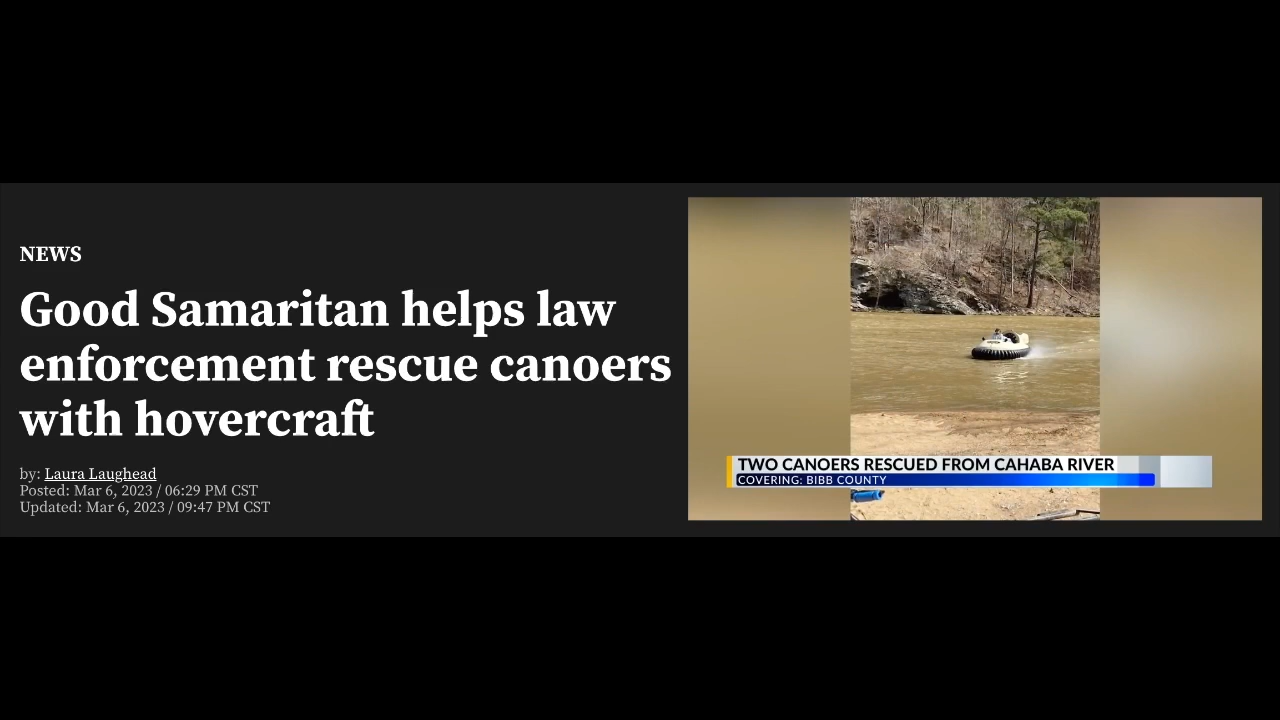 NEWS
Good Samaritan helps law
enforcement rescue canoers
with hovercraft
by: Laura Laughead
Posted: Mar 6, 2023 / 06:29 PM CST
Updated: Mar 6, 2023 / 09:47 PM CST
TWO CANOERS RESCUED FROM CAHABA RIVER
COVERING: BIBB COUNTY